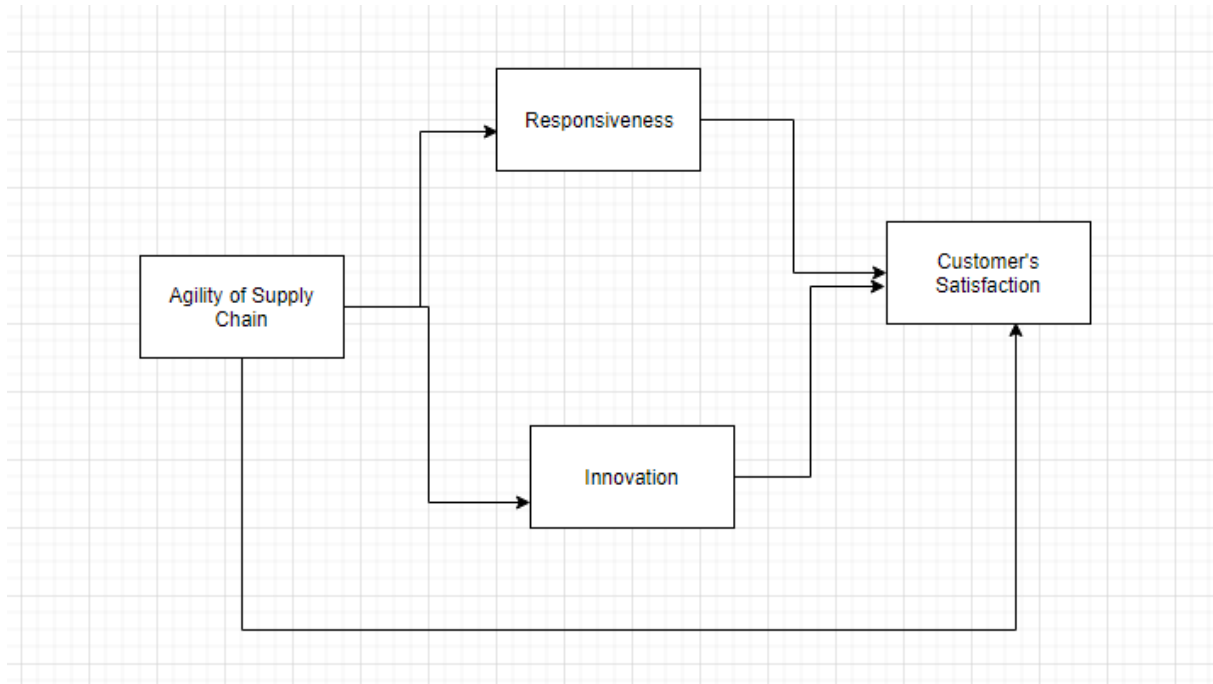 Responsiveness
Agility of Supply
Chain
Customer's
Satisfaction
Innovation